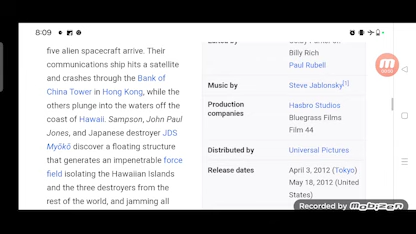 8:09
five alien spacecraft arrive. Their
communications ship hits a satellite
and crashes through the Bank of
China Tower in Hong Kong, while the
others plunge into the waters off the
coast of Hawaii. Sampson, John Paul
Jones, and Japanese destroyer JDS
Myōkō discover a floating structure
that generates an impenetrable force
field isolating the Hawaiian Islands
and the three destroyers from the
rest of the world, and jamming all
Billy Rich
Paul Rubell
Music by Steve Jablonsky[1]
Production companies
Hasbro Studios
Bluegrass Films
Film 44
Distributed by Universal Pictures
Release dates April 3, 2012 (Tokyo)
May 18, 2012 (United
States)
Recorded by Mobizen